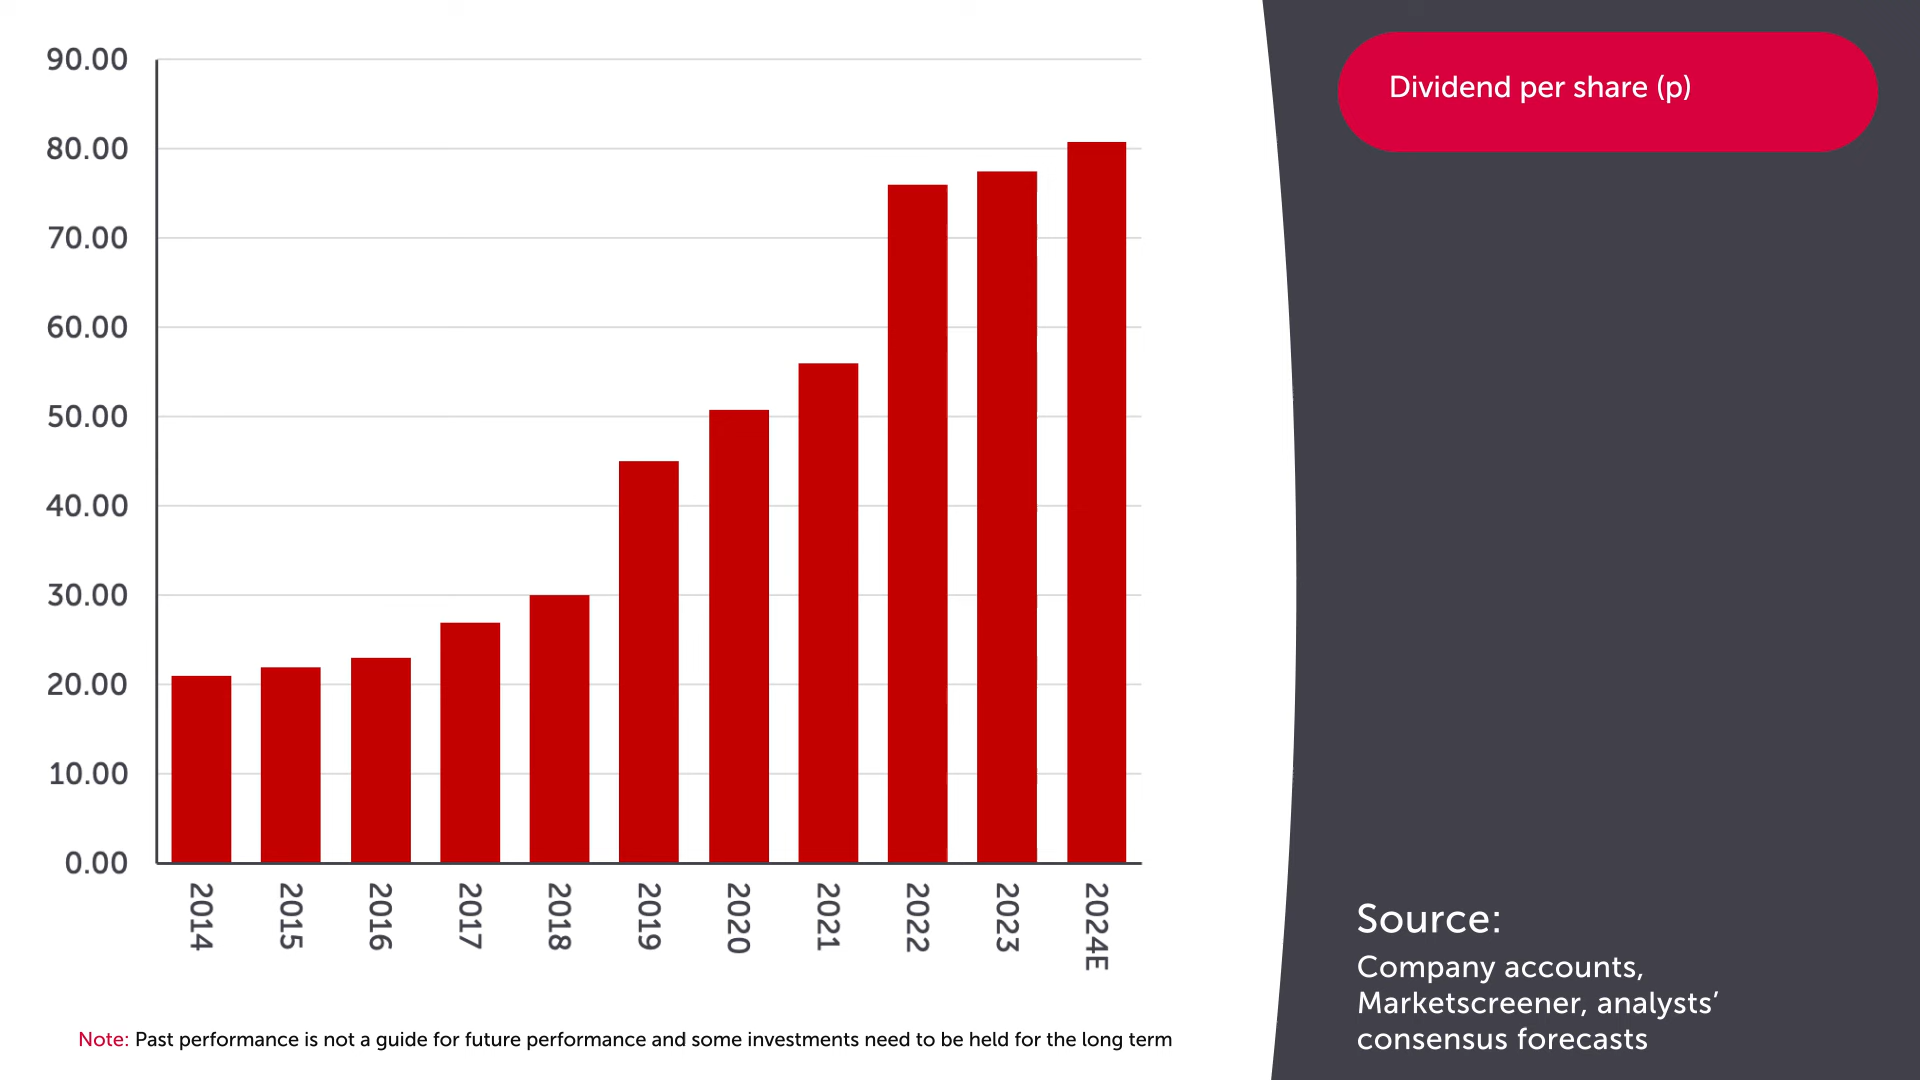 90.00
80.00
70.00
60.00
50.00
40.00
30.00
20.00
10.00
0.00
2014
2015
2016
2017
2018
2019
2020
2021
2022
2023
2024E
Note: Past performance is not a guide for future performance and some investments need to be held for the long term
Dividend per share (p)
Source:
Company accounts,
Marketscreener, analysts’
consensus forecasts